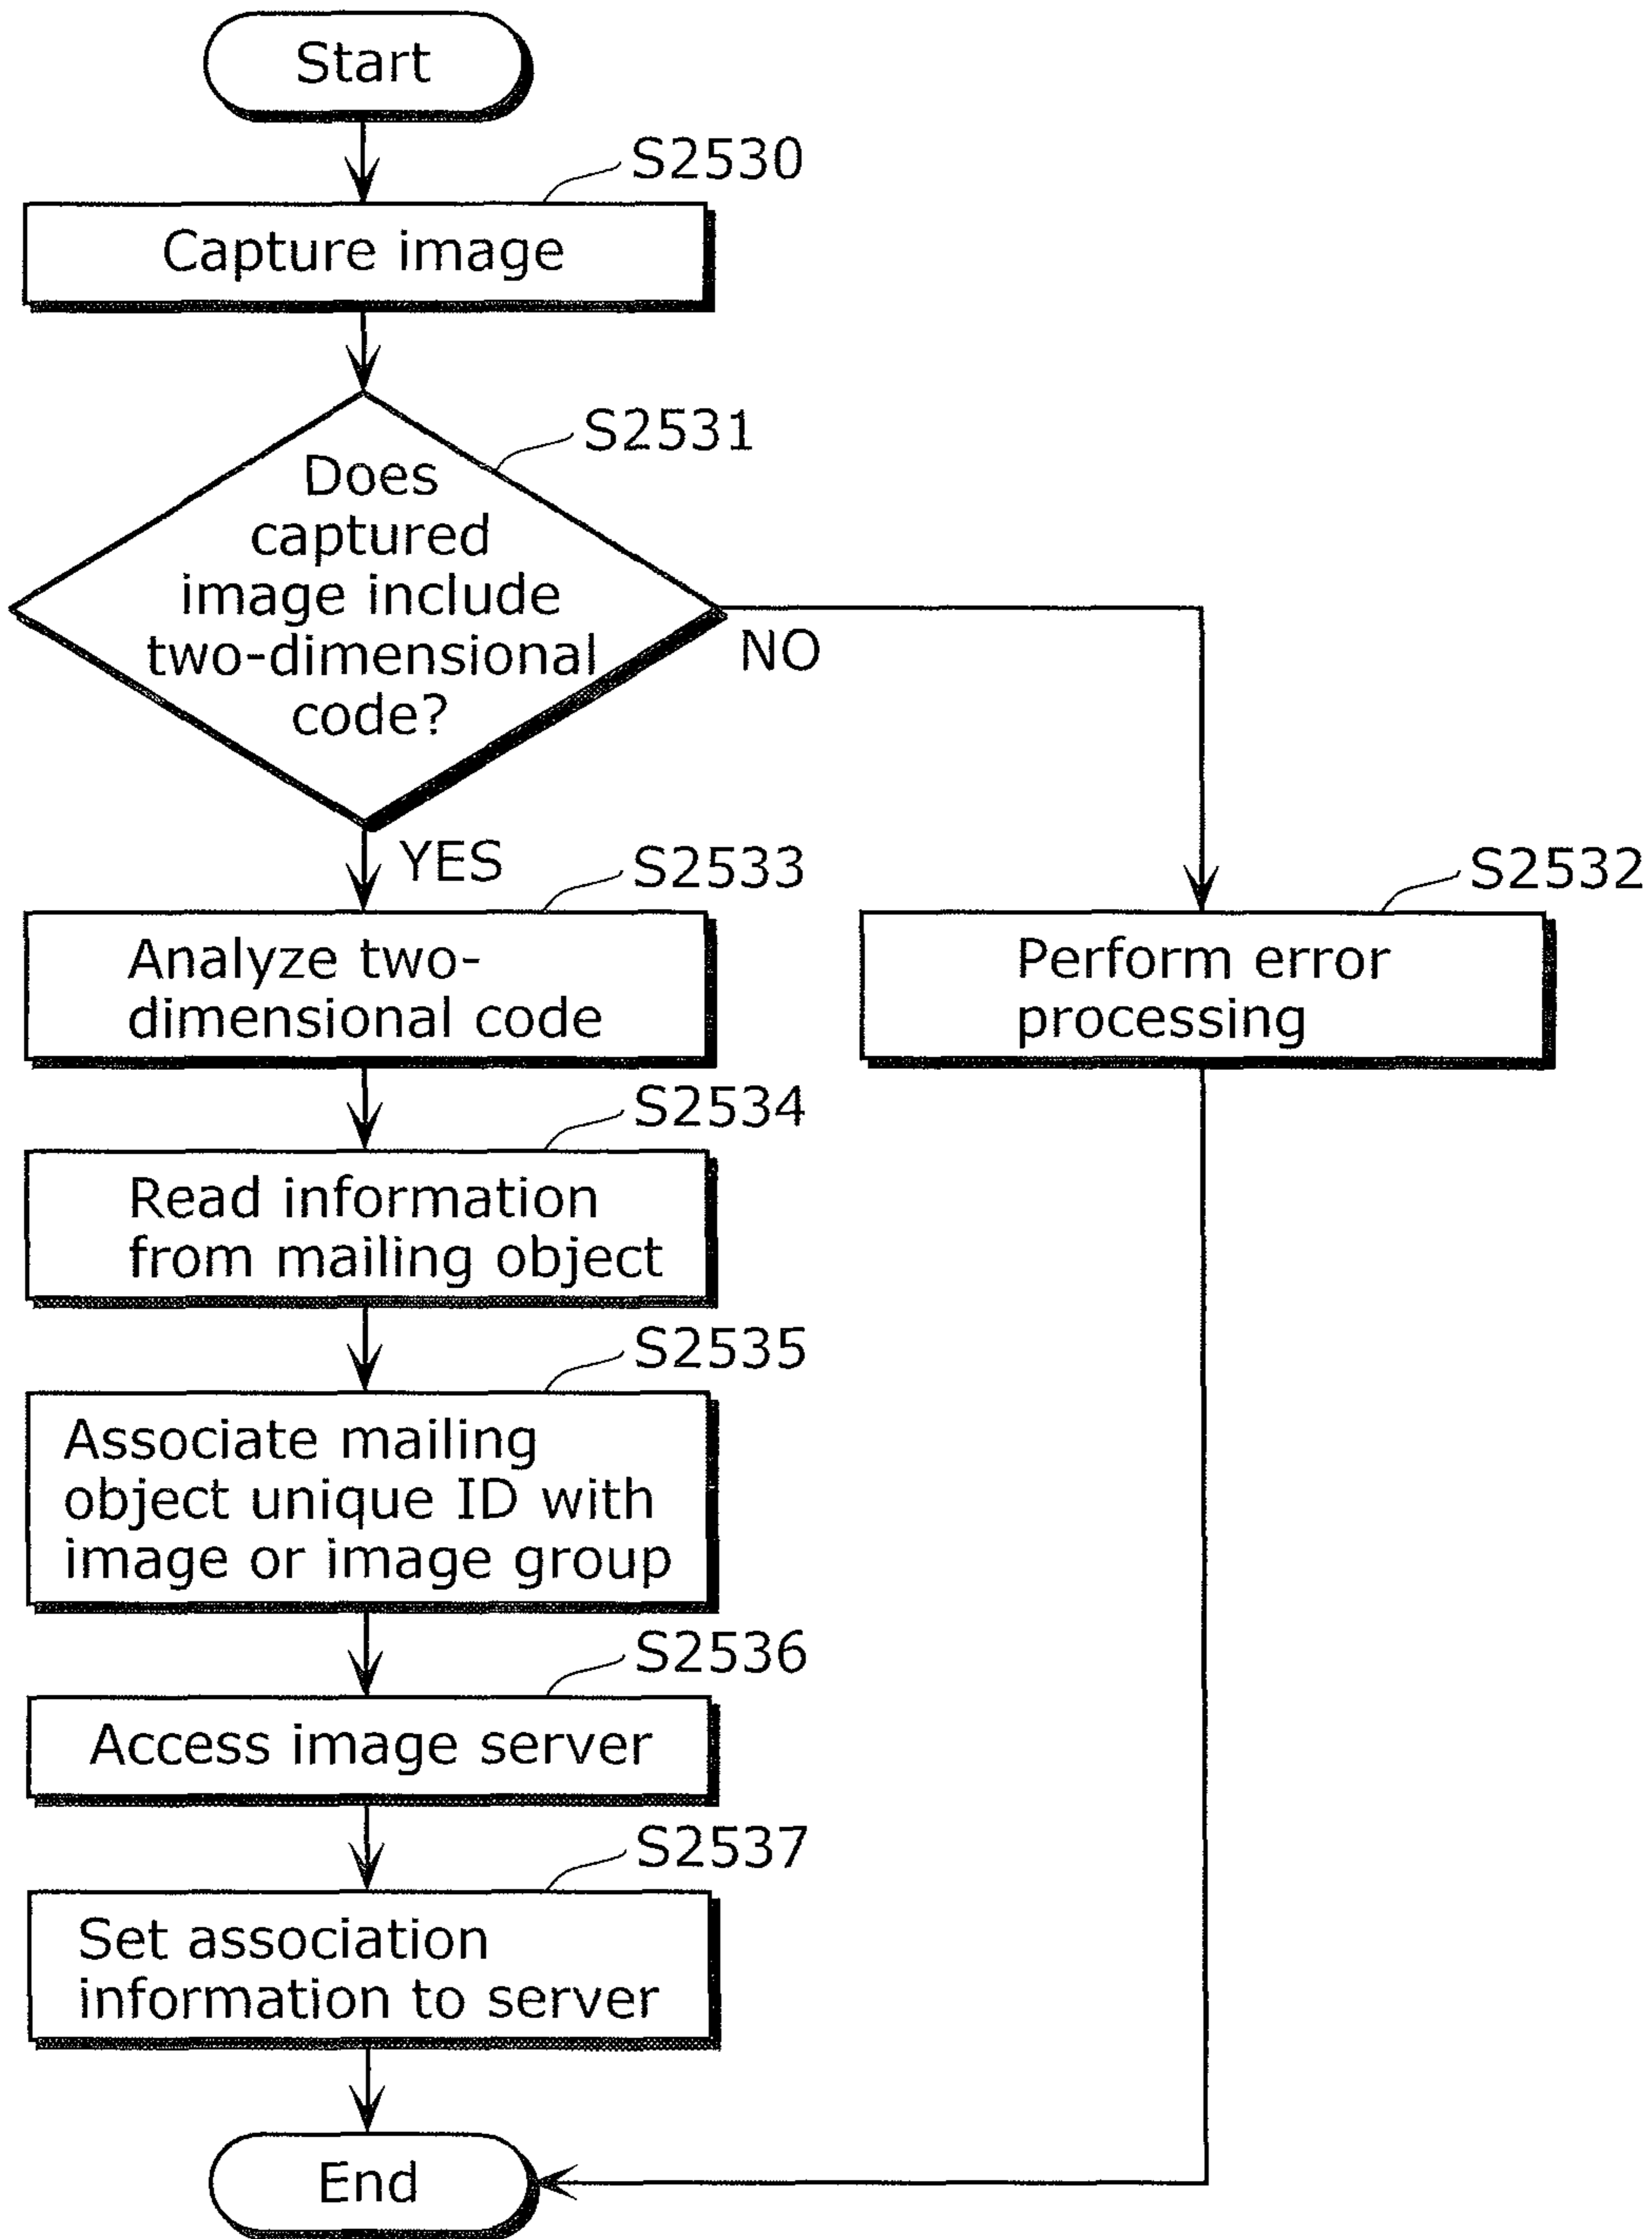 Start
S2530
Capture image
S2531
Does
captured
image include
two-dimensional
code?
NO
YES
S2533
Analyze two-
dimensional code
S2532
Perform error
processing
S2534
Read information
from mailing object
S2535
Associate mailing
object unique ID with
image or image group
S2536
Access image server
S2537
Set association
information to server
End